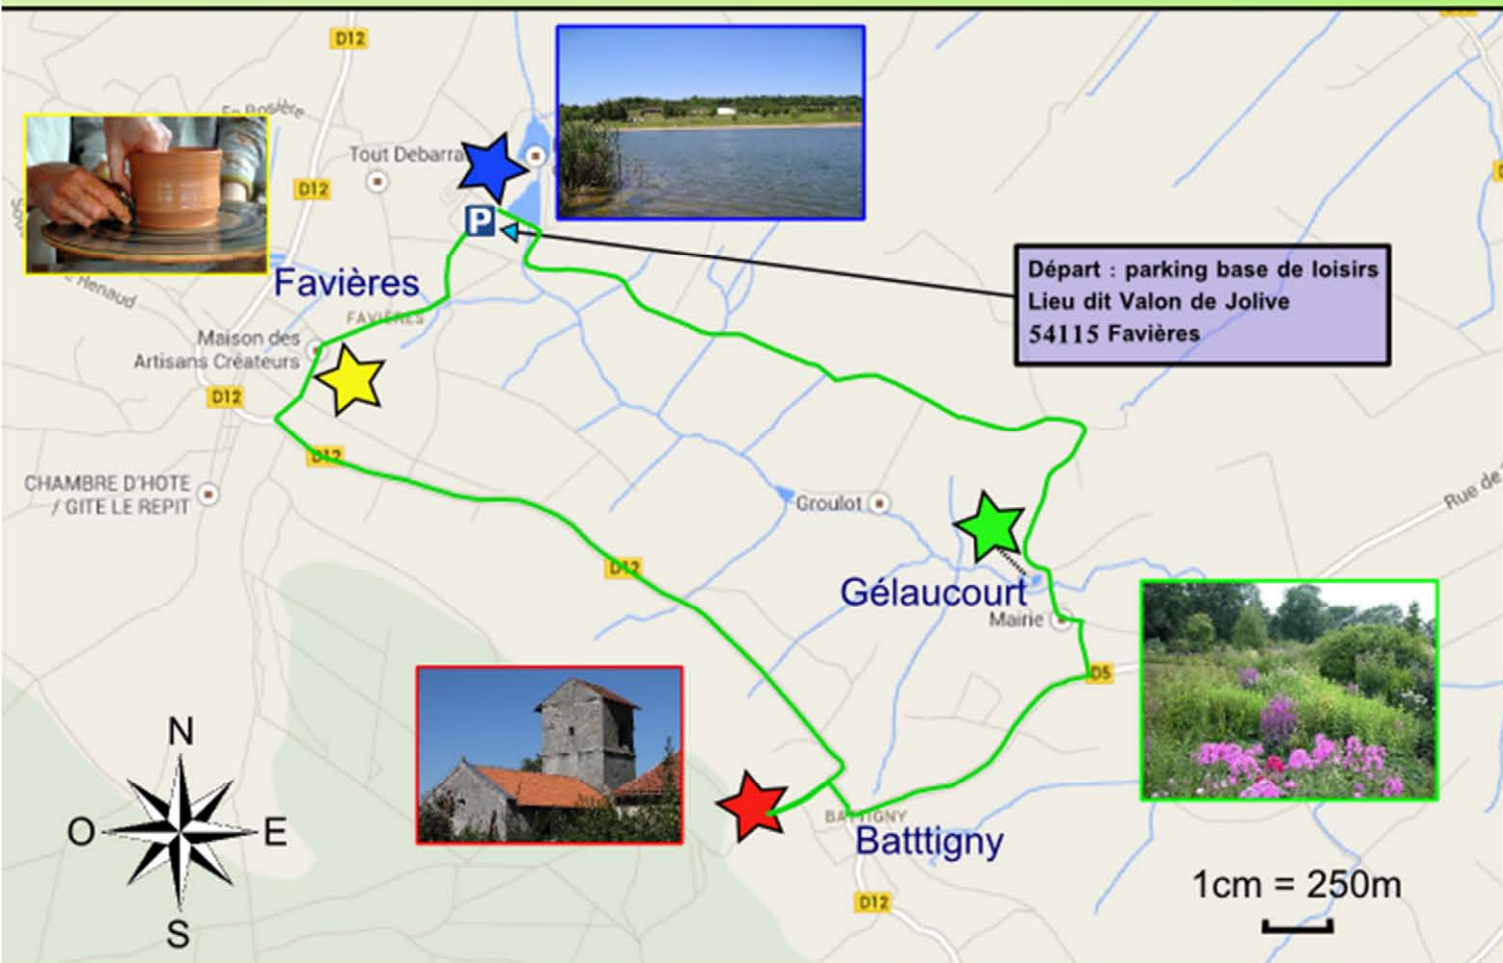 D12
En Rosière
Tout Debarra
D12
P
Départ : parking base de loisirs
Lieu dit Valon de Jolive
54115 Favières
Favières
Renaud
FAVIÈRES
Maison des
Artisans Créateurs
D12
D12
CHAMBRE D'HOTE
/ GITE LE REPIT
Groulot
Rue de
D12
Gélaucourt
Mairie
D5
N
O
E
S
BATTIGNY
Batttigny
D12
1cm = 250m